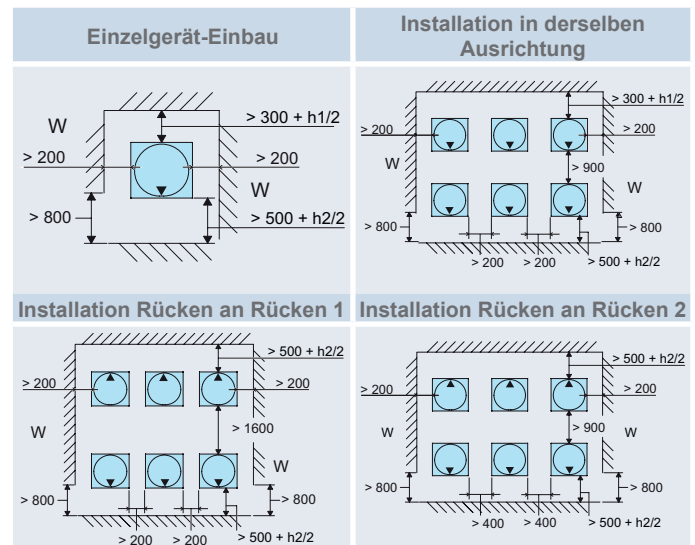 Einzelgerät-Einbau
W
> 300 + h1/2
> 200
> 200
W
> 800
> 500 + h2/2
Installation in derselben
Ausrichtung
> 300 + h1/2
> 200
> 200
W
> 900
W
> 800
> 800
> 200
> 200
> 500 + h2/2
Installation Rücken an Rücken 1
> 500 + h2/2
> 200
> 200
W
> 1600
W
> 800
> 800
> 200
> 200
> 500 + h2/2
Installation Rücken an Rücken 2
> 500 + h2/2
> 200
> 200
W
> 900
W
> 800
> 800
> 400
> 400
> 500 + h2/2